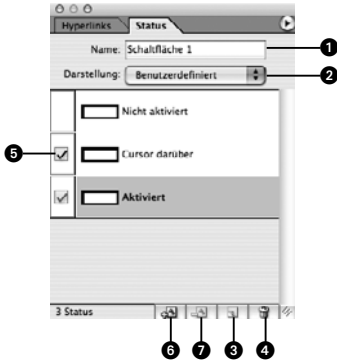 Hyperlinks Status
Name: Schaltfläche 1 1
Darstellung: Benutzerdefiniert 2
Nicht aktiviert
5 Cursor darüber
Aktiviert
3 Status
6 7 3 4